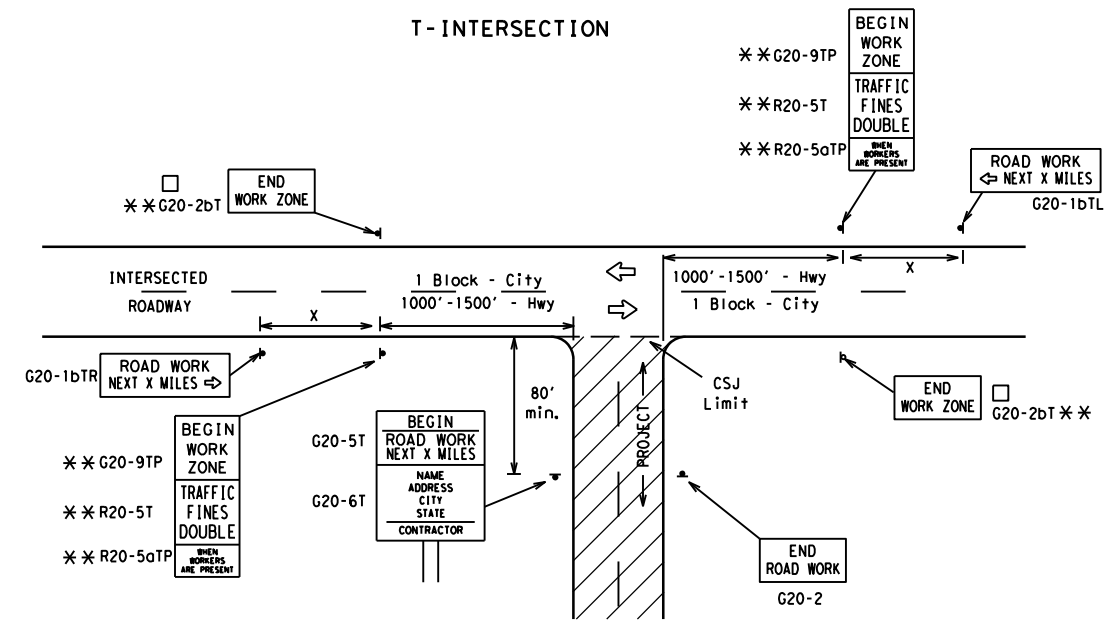 T-INTERSECTION
BEGIN
WORK
ZONE
** G20-9TP
TRAFFIC
FINES
DOUBLE
** R20-5T
WHEN
WORKERS
ARE PRESENT
** R20-5aTP
ROAD WORK
⇦ NEXT X MILES
G20-1bTL
END
WORK ZONE
□
** G20-2bT
INTERSECTED
ROADWAY
1 Block - City
1000'-1500' - Hwy
1000'-1500' - Hwy
1 Block - City
X
X
G20-1bTR
ROAD WORK
NEXT X MILES ⇨
80'
min.
CSJ
Limit
PROJECT
END
WORK ZONE
□
G20-2bT **
BEGIN
WORK
ZONE
** G20-9TP
TRAFFIC
FINES
DOUBLE
** R20-5T
WHEN
WORKERS
ARE PRESENT
** R20-5aTP
G20-5T
BEGIN
ROAD WORK
NEXT X MILES
G20-6T
NAME
ADDRESS
CITY
STATE
CONTRACTOR
END
ROAD WORK
G20-2